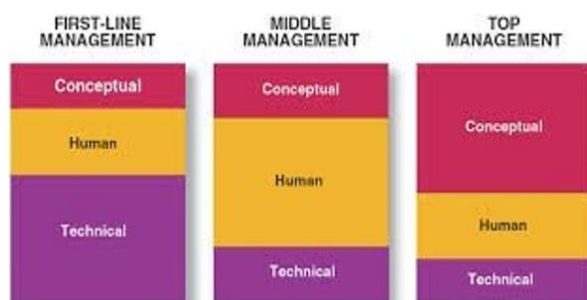 FIRST-LINE
MANAGEMENT
Conceptual
Human
Technical
MIDDLE
MANAGEMENT
Conceptual
Human
Technical
TOP
MANAGEMENT
Conceptual
Human
Technical